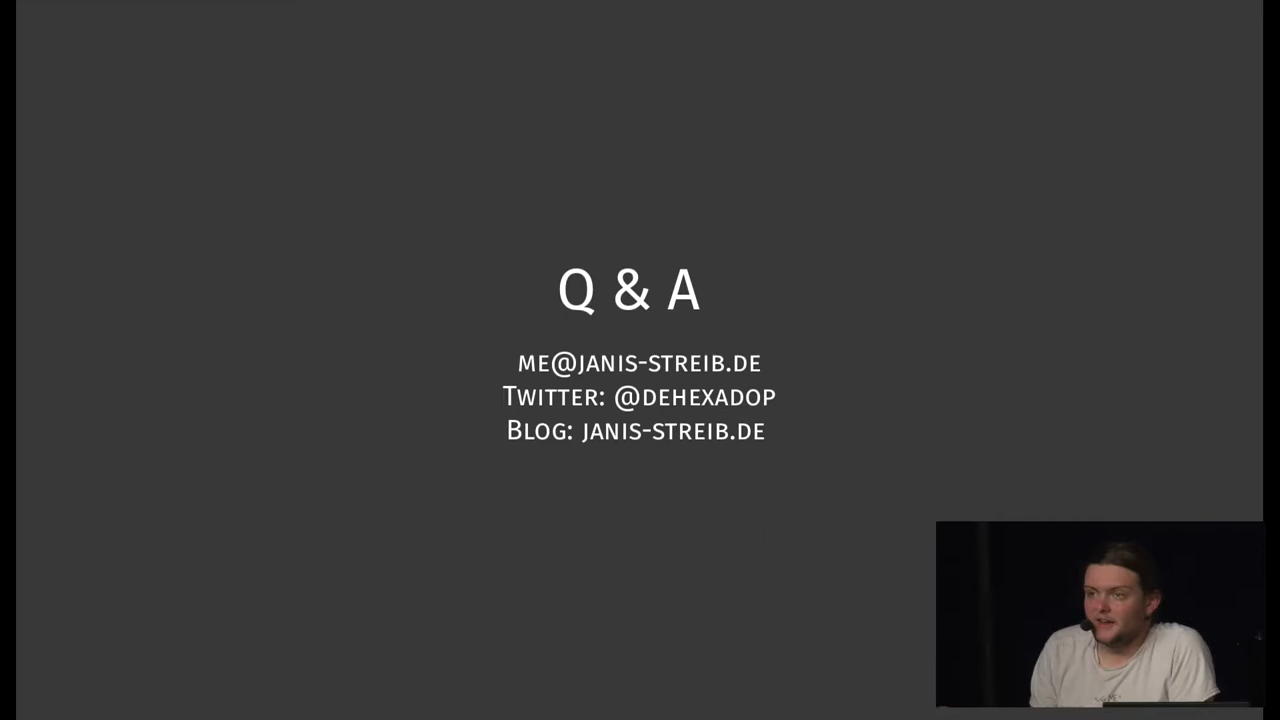 Q & A
me@janis-streib.de
Twitter: @dehexadop
Blog: janis-streib.de